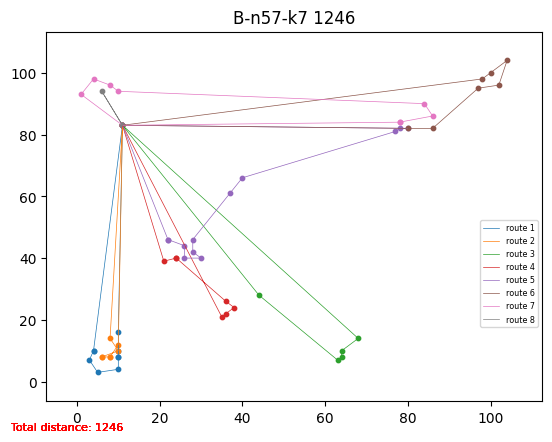 B-n57-k7 1246
100
80
60
40
20
0
0 20 40 60 80 100
route 1
route 2
route 3
route 4
route 5
route 6
route 7
route 8
Total distance: 1246